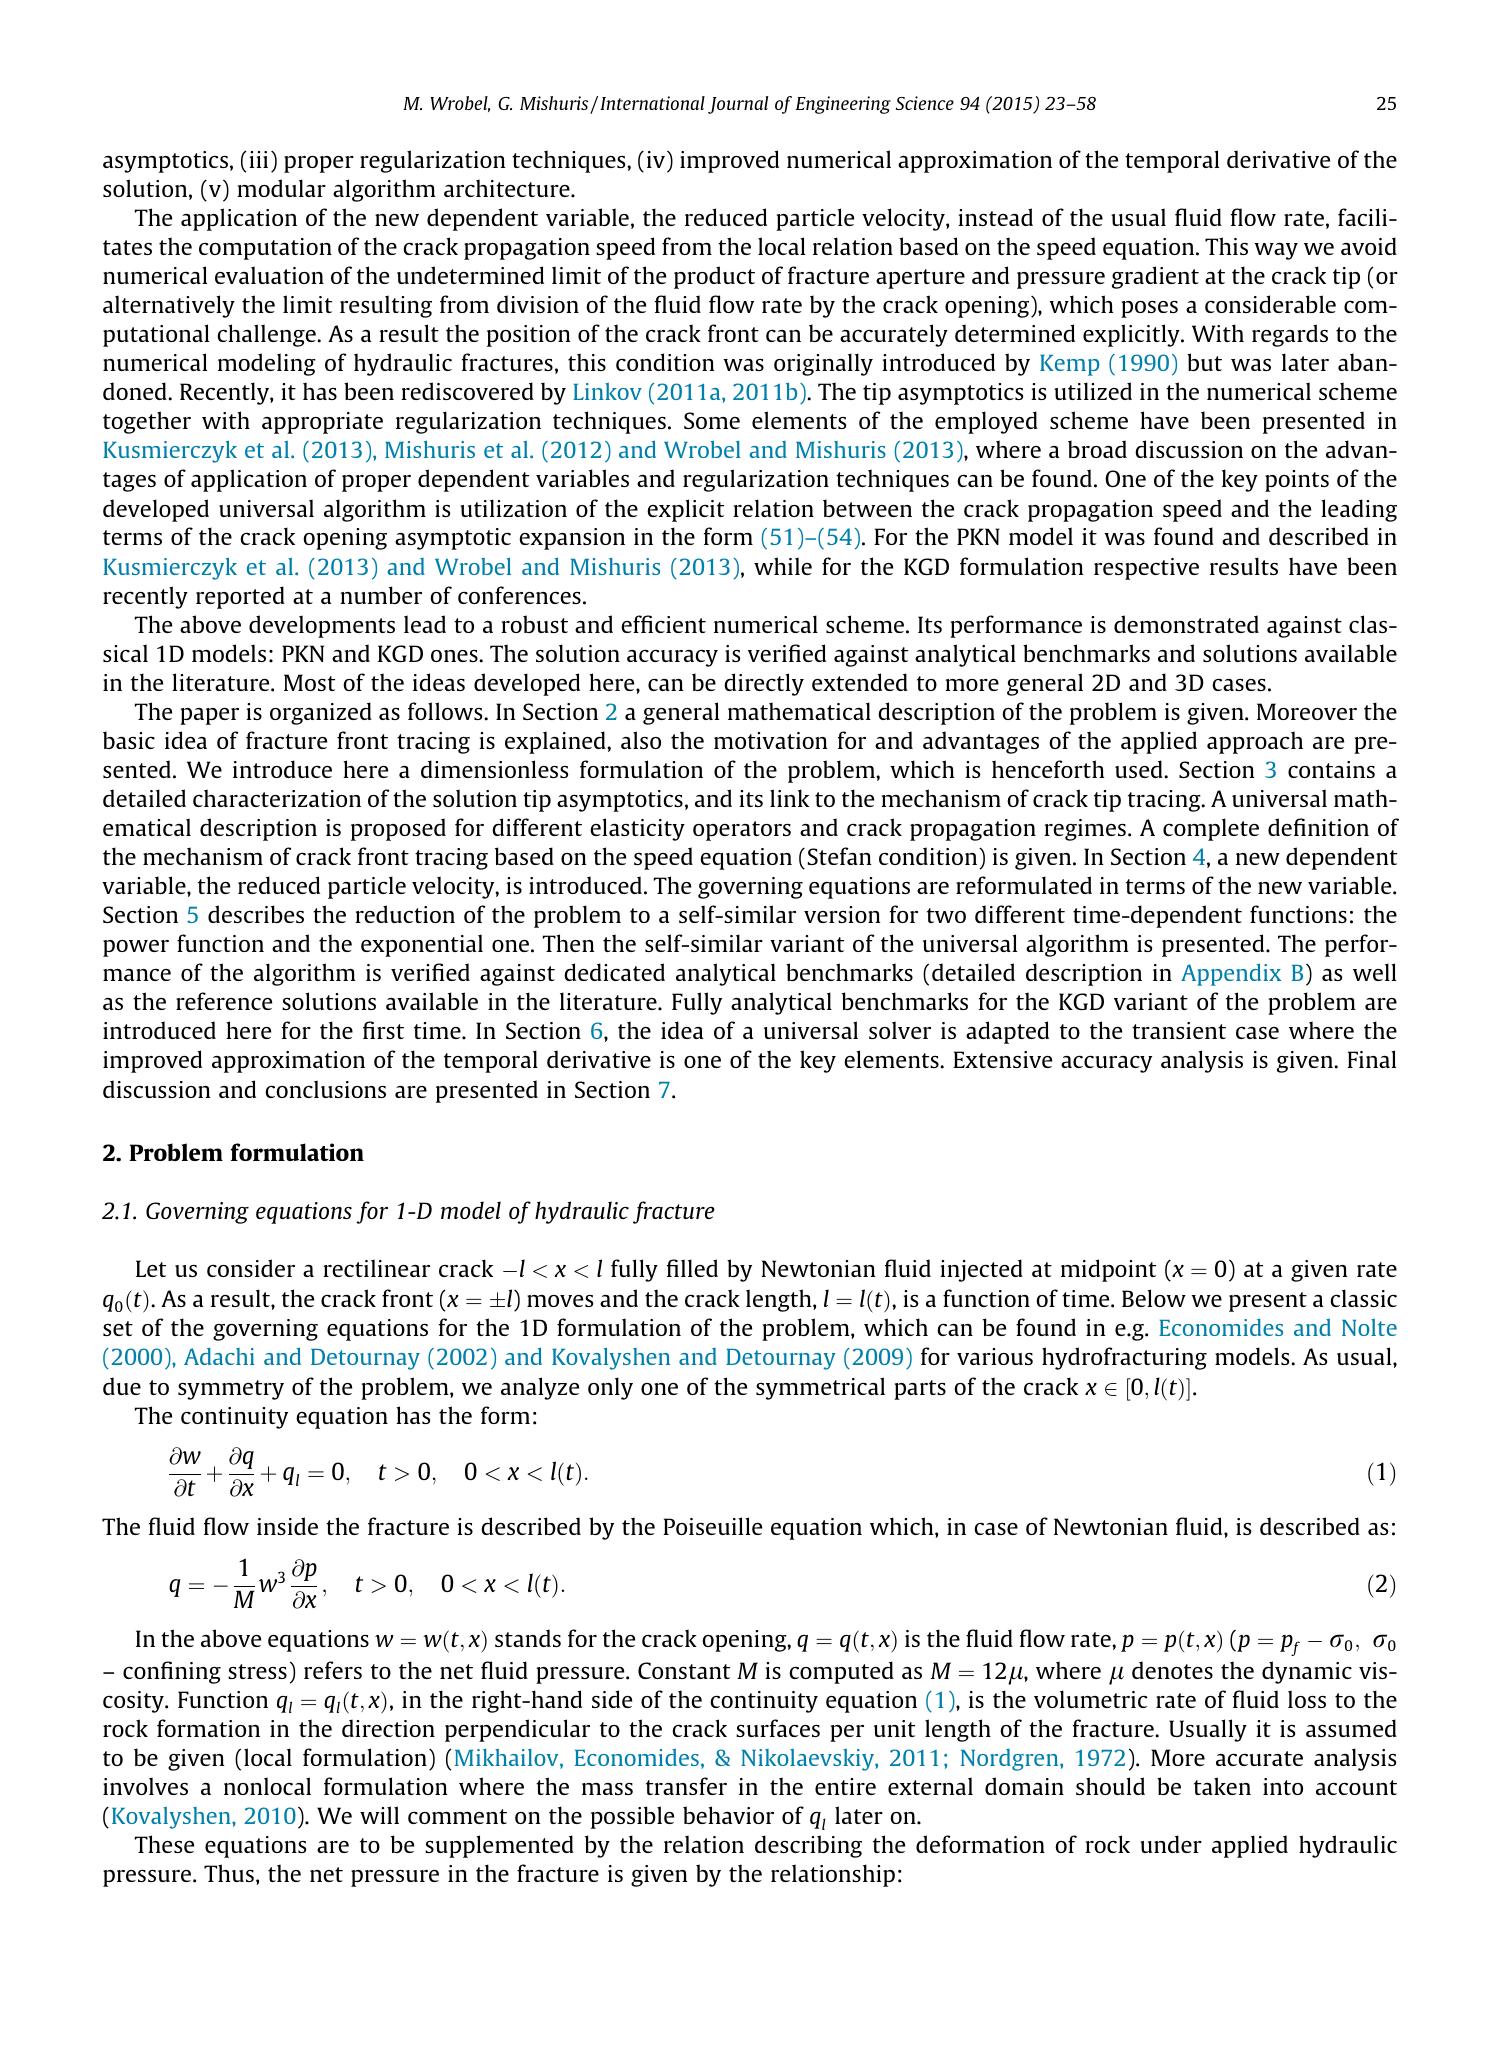 M. Wrobel, G. Mishuris / International Journal of Engineering Science 94 (2015) 23–58 25
asymptotics, (iii) proper regularization techniques, (iv) improved numerical approximation of the temporal derivative of the
solution, (v) modular algorithm architecture.
The application of the new dependent variable, the reduced particle velocity, instead of the usual fluid flow rate, facili-
tates the computation of the crack propagation speed from the local relation based on the speed equation. This way we avoid
numerical evaluation of the undetermined limit of the product of fracture aperture and pressure gradient at the crack tip (or
alternatively the limit resulting from division of the fluid flow rate by the crack opening), which poses a considerable com-
putational challenge. As a result the position of the crack front can be accurately determined explicitly. With regards to the
numerical modeling of hydraulic fractures, this condition was originally introduced by Kemp (1990) but was later aban-
doned. Recently, it has been rediscovered by Linkov (2011a, 2011b). The tip asymptotics is utilized in the numerical scheme
together with appropriate regularization techniques. Some elements of the employed scheme have been presented in
Kusmierczyk et al. (2013), Mishuris et al. (2012) and Wrobel and Mishuris (2013), where a broad discussion on the advan-
tages of application of proper dependent variables and regularization techniques can be found. One of the key points of the
developed universal algorithm is utilization of the explicit relation between the crack propagation speed and the leading
terms of the crack opening asymptotic expansion in the form (51)–(54). For the PKN model it was found and described in
Kusmierczyk et al. (2013) and Wrobel and Mishuris (2013), while for the KGD formulation respective results have been
recently reported at a number of conferences.
The above developments lead to a robust and efficient numerical scheme. Its performance is demonstrated against clas-
sical 1D models: PKN and KGD ones. The solution accuracy is verified against analytical benchmarks and solutions available
in the literature. Most of the ideas developed here, can be directly extended to more general 2D and 3D cases.
The paper is organized as follows. In Section 2 a general mathematical description of the problem is given. Moreover the
basic idea of fracture front tracing is explained, also the motivation for and advantages of the applied approach are pre-
sented. We introduce here a dimensionless formulation of the problem, which is henceforth used. Section 3 contains a
detailed characterization of the solution tip asymptotics, and its link to the mechanism of crack tip tracing. A universal math-
ematical description is proposed for different elasticity operators and crack propagation regimes. A complete definition of
the mechanism of crack front tracing based on the speed equation (Stefan condition) is given. In Section 4, a new dependent
variable, the reduced particle velocity, is introduced. The governing equations are reformulated in terms of the new variable.
Section 5 describes the reduction of the problem to a self-similar version for two different time-dependent functions: the
power function and the exponential one. Then the self-similar variant of the universal algorithm is presented. The perfor-
mance of the algorithm is verified against dedicated analytical benchmarks (detailed description in Appendix B) as well
as the reference solutions available in the literature. Fully analytical benchmarks for the KGD variant of the problem are
introduced here for the first time. In Section 6, the idea of a universal solver is adapted to the transient case where the
improved approximation of the temporal derivative is one of the key elements. Extensive accuracy analysis is given. Final
discussion and conclusions are presented in Section 7.
2. Problem formulation
2.1. Governing equations for 1-D model of hydraulic fracture
Let us consider a rectilinear crack −l < x < l fully filled by Newtonian fluid injected at midpoint (x = 0) at a given rate
q₀(t). As a result, the crack front (x = ±l) moves and the crack length, l = l(t), is a function of time. Below we present a classic
set of the governing equations for the 1D formulation of the problem, which can be found in e.g. Economides and Nolte
(2000), Adachi and Detournay (2002) and Kovalyshen and Detournay (2009) for various hydrofracturing models. As usual,
due to symmetry of the problem, we analyze only one of the symmetrical parts of the crack x ∈ [0, l(t)].
The continuity equation has the form:
∂w/∂t + ∂q/∂x + q_l = 0, t > 0, 0 < x < l(t). (1)
The fluid flow inside the fracture is described by the Poiseuille equation which, in case of Newtonian fluid, is described as:
q = −1/M w³ ∂p/∂x, t > 0, 0 < x < l(t). (2)
In the above equations w = w(t, x) stands for the crack opening, q = q(t, x) is the fluid flow rate, p = p(t, x) (p = p_f − σ₀, σ₀
– confining stress) refers to the net fluid pressure. Constant M is computed as M = 12μ, where μ denotes the dynamic vis-
cosity. Function q_l = q_l(t, x), in the right-hand side of the continuity equation (1), is the volumetric rate of fluid loss to the
rock formation in the direction perpendicular to the crack surfaces per unit length of the fracture. Usually it is assumed
to be given (local formulation) (Mikhailov, Economides, & Nikolaevskiy, 2011; Nordgren, 1972). More accurate analysis
involves a nonlocal formulation where the mass transfer in the entire external domain should be taken into account
(Kovalyshen, 2010). We will comment on the possible behavior of q_l later on.
These equations are to be supplemented by the relation describing the deformation of rock under applied hydraulic
pressure. Thus, the net pressure in the fracture is given by the relationship: